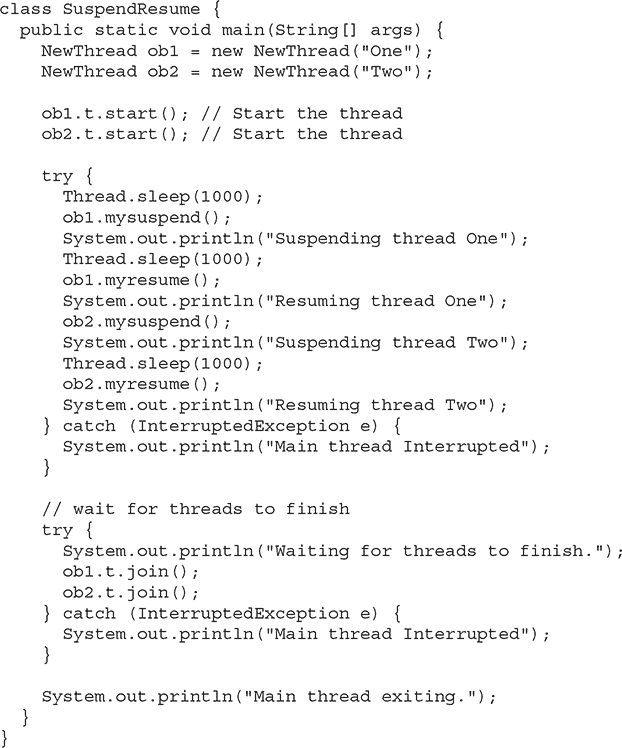 class SuspendResume {
  public static void main(String[] args) {
    NewThread ob1 = new NewThread("One");
    NewThread ob2 = new NewThread("Two");

    ob1.t.start(); // Start the thread
    ob2.t.start(); // Start the thread

    try {
      Thread.sleep(1000);
      ob1.mysuspend();
      System.out.println("Suspending thread One");
      Thread.sleep(1000);
      ob1.myresume();
      System.out.println("Resuming thread One");
      ob2.mysuspend();
      System.out.println("Suspending thread Two");
      Thread.sleep(1000);
      ob2.myresume();
      System.out.println("Resuming thread Two");
    } catch (InterruptedException e) {
      System.out.println("Main thread Interrupted");
    }

    // wait for threads to finish
    try {
      System.out.println("Waiting for threads to finish.");
      ob1.t.join();
      ob2.t.join();
    } catch (InterruptedException e) {
      System.out.println("Main thread Interrupted");
    }

    System.out.println("Main thread exiting.");
  }
}